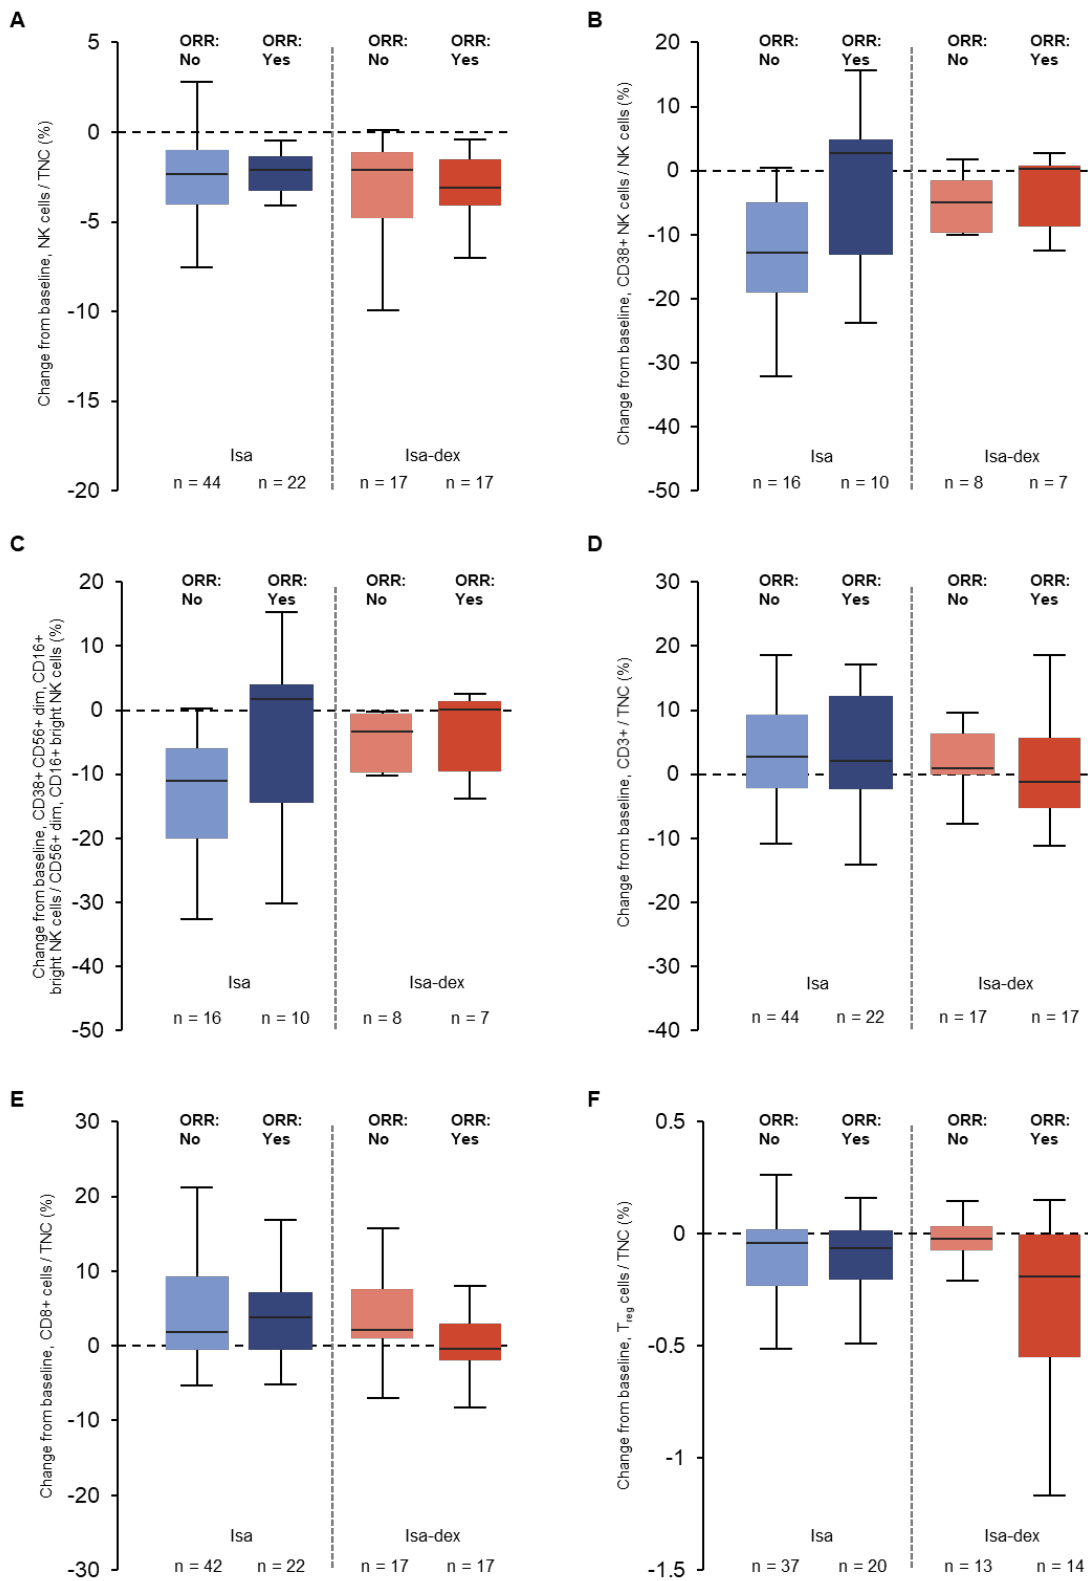 A
ORR: ORR: ORR: ORR:
No Yes No Yes
Change from baseline, NK cells / TNC (%)
5
0
-5
-10
-15
-20
Isa Isa-dex
n = 44 n = 22 n = 17 n = 17
B
ORR: ORR: ORR: ORR:
No Yes No Yes
Change from baseline, CD38+ NK cells / NK cells (%)
20
10
0
-10
-20
-30
-40
-50
Isa Isa-dex
n = 16 n = 10 n = 8 n = 7
C
ORR: ORR: ORR: ORR:
No Yes No Yes
Change from baseline, CD38+ CD56+ dim, CD16+
bright NK cells / CD56+ dim, CD16+ bright NK cells (%)
20
10
0
-10
-20
-30
-40
-50
Isa Isa-dex
n = 16 n = 10 n = 8 n = 7
D
ORR: ORR: ORR: ORR:
No Yes No Yes
Change from baseline, CD3+ / TNC (%)
30
20
10
0
-10
-20
-30
-40
Isa Isa-dex
n = 44 n = 22 n = 17 n = 17
E
ORR: ORR: ORR: ORR:
No Yes No Yes
Change from baseline, CD8+ cells / TNC (%)
30
20
10
0
-10
-20
-30
Isa Isa-dex
n = 42 n = 22 n = 17 n = 17
F
ORR: ORR: ORR: ORR:
No Yes No Yes
Change from baseline, Treg cells / TNC (%)
0.5
0
-0.5
-1
-1.5
Isa Isa-dex
n = 37 n = 20 n = 13 n = 14